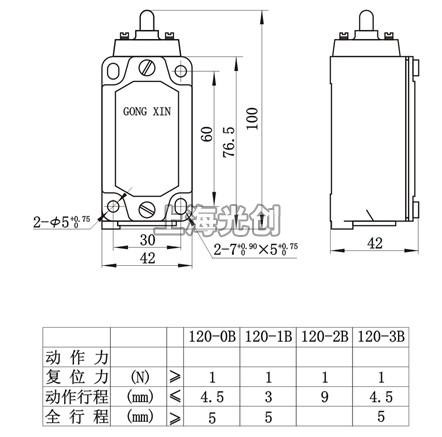 GONG XIN
60
76.5
100
2-Φ5 +0.75 0
上海光创
30
42
2-7 +0.90 0 ×5 +0.75 0
42
120-0B 120-1B 120-2B 120-3B
动作力
复位力 (N) ≥ 1 1 1 1
动作行程 (mm) ≤ 4.5 3 9 4.5
全行程 (mm) ≥ 5 5 5